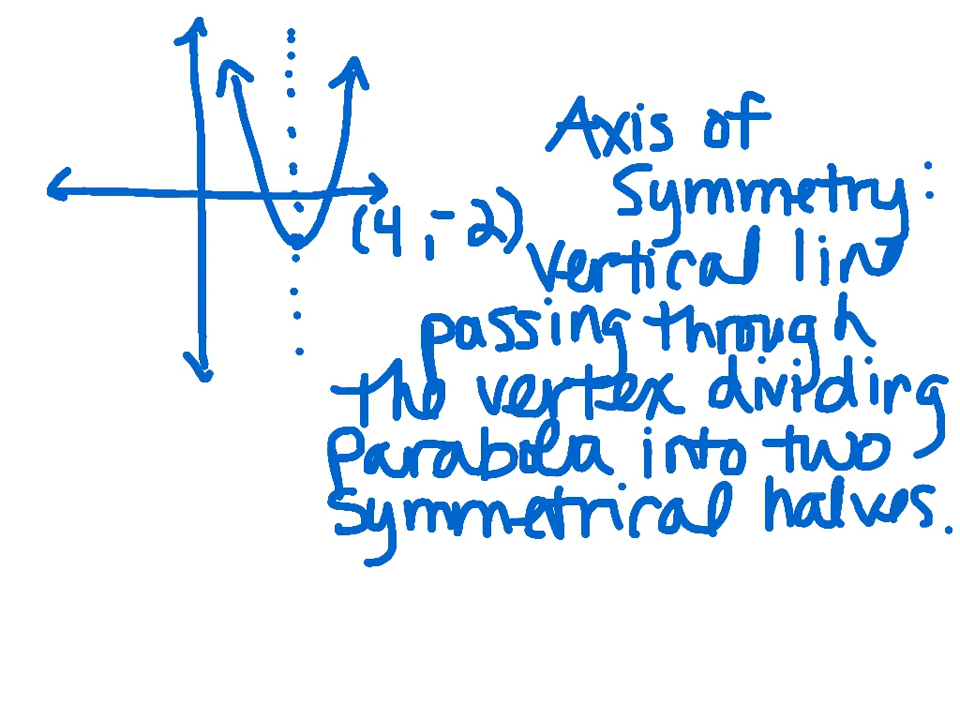 Axis of
Symmetry:
(4, -2)
vertical line
passing through
the vertex dividing
parabola into two
symmetrical halves.